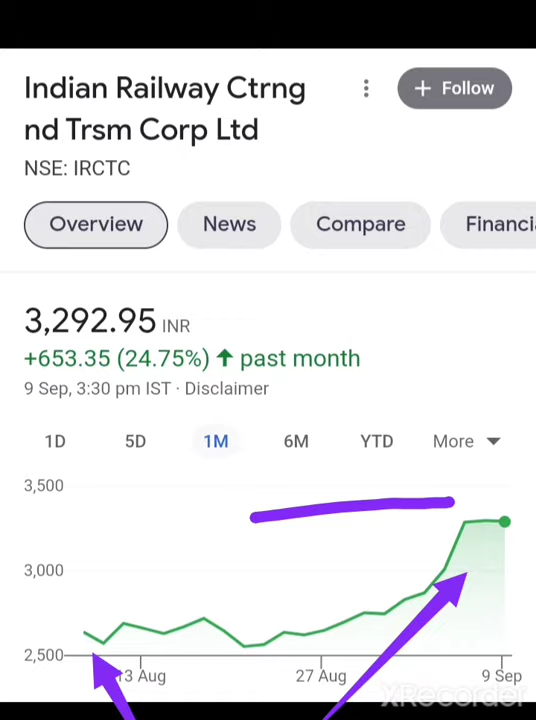 Indian Railway Ctrng
nd Trsm Corp Ltd
+ Follow
NSE: IRCTC
Overview
News
Compare
Financi
3,292.95 INR
+653.35 (24.75%) ↑ past month
9 Sep, 3:30 pm IST · Disclaimer
1D
5D
1M
6M
YTD
More
3,500
3,000
2,500
13 Aug
27 Aug
9 Sep
XRecorder